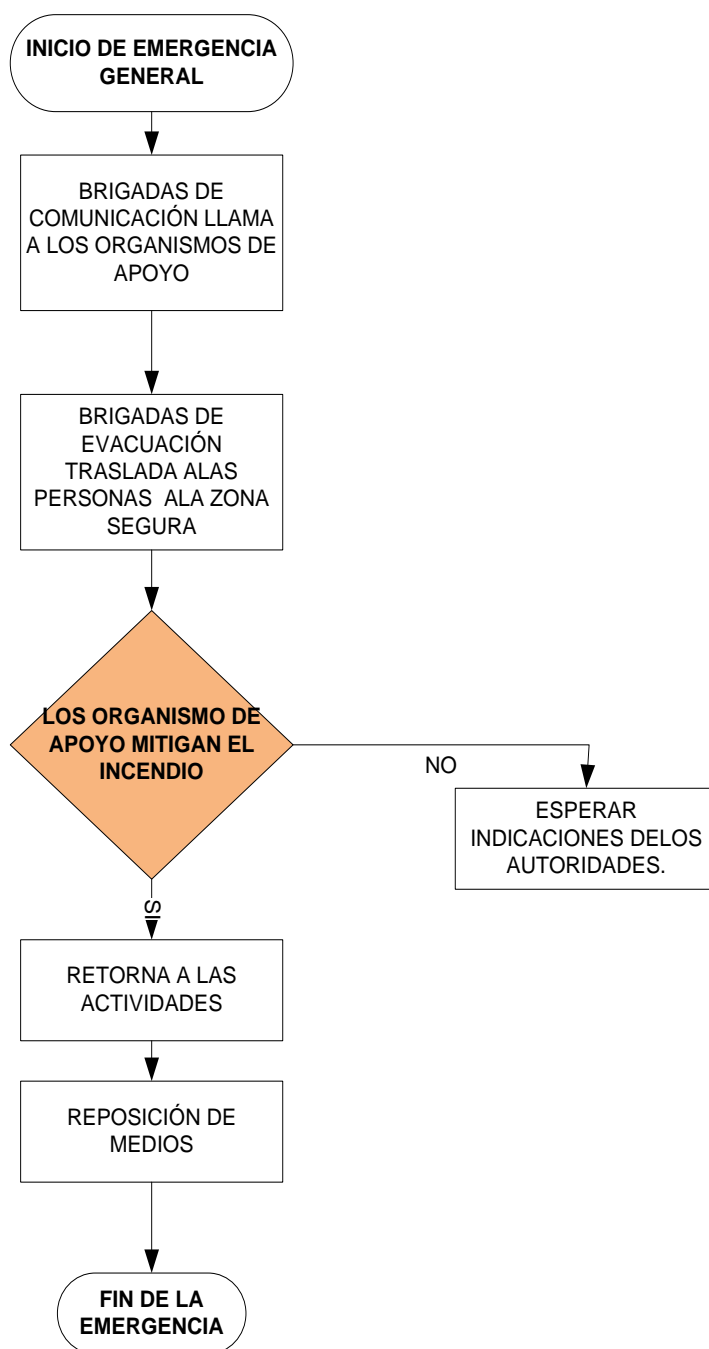 INICIO DE EMERGENCIA
GENERAL
BRIGADAS DE
COMUNICACIÓN LLAMA
A LOS ORGANISMOS DE
APOYO
BRIGADAS DE
EVACUACIÓN
TRASLADA ALAS
PERSONAS ALA ZONA
SEGURA
LOS ORGANISMO DE
APOYO MITIGAN EL
INCENDIO
NO
ESPERAR
INDICACIONES DELOS
AUTORIDADES.
SI
RETORNA A LAS
ACTIVIDADES
REPOSICIÓN DE
MEDIOS
FIN DE LA
EMERGENCIA